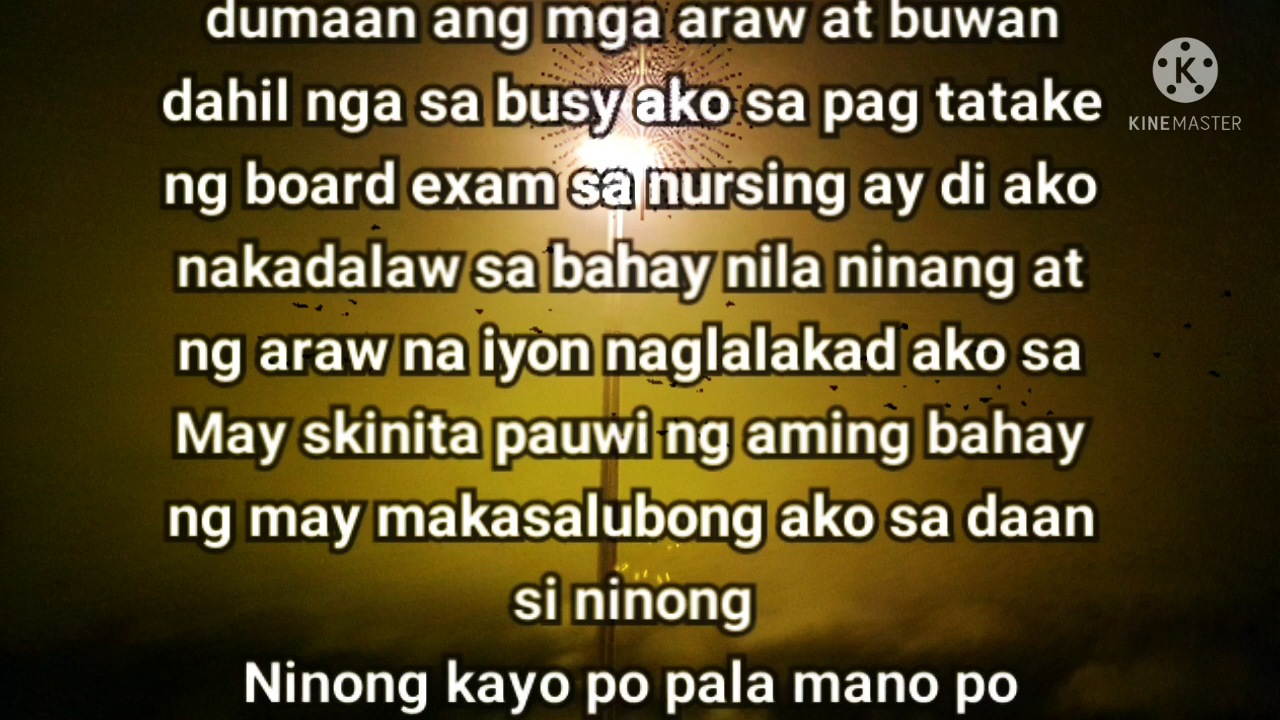 dumaan ang mga araw at buwan
dahil nga sa busy ako sa pag tatake
ng board exam sa nursing ay di ako
nakadalaw sa bahay nila ninang at
ng araw na iyon naglalakad ako sa
May skinita pauwi ng aming bahay
ng may makasalubong ako sa daan
si ninong
Ninong kayo po pala mano po
K
KINEMASTER